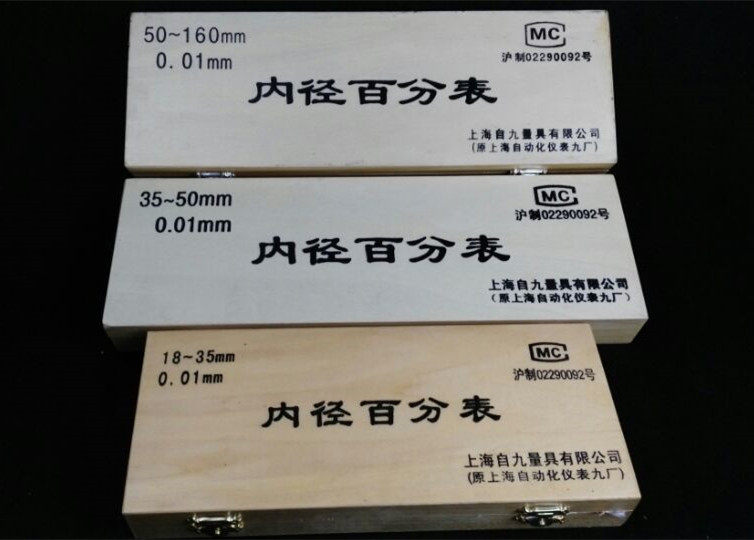 50~160mm
0.01mm
MC
沪制02290092号
内径百分表
上海自九量具有限公司
(原上海自动化仪表九厂)
35~50mm
0.01mm
MC
沪制02290092号
内径百分表
上海自九量具有限公司
(原上海自动化仪表九厂)
18~35mm
0.01mm
MC
沪制02290092号
内径百分表
上海自九量具有限公司
(原上海自动化仪表九厂)